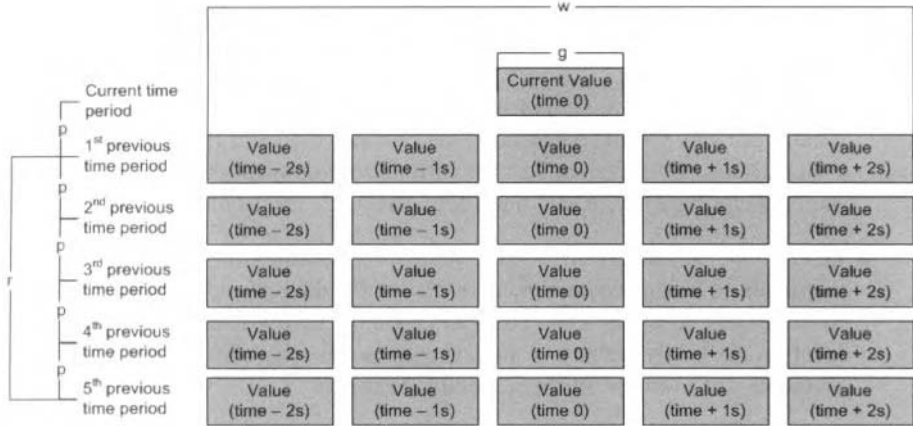 w
g
Current Value
(time 0)
Current time
period
p
1st previous
time period
Value
(time – 2s)
Value
(time – 1s)
Value
(time 0)
Value
(time + 1s)
Value
(time + 2s)
p
2nd previous
time period
Value
(time – 2s)
Value
(time – 1s)
Value
(time 0)
Value
(time + 1s)
Value
(time + 2s)
p
3rd previous
time period
Value
(time – 2s)
Value
(time – 1s)
Value
(time 0)
Value
(time + 1s)
Value
(time + 2s)
r
p
4th previous
time period
Value
(time – 2s)
Value
(time – 1s)
Value
(time 0)
Value
(time + 1s)
Value
(time + 2s)
p
5th previous
time period
Value
(time – 2s)
Value
(time – 1s)
Value
(time 0)
Value
(time + 1s)
Value
(time + 2s)